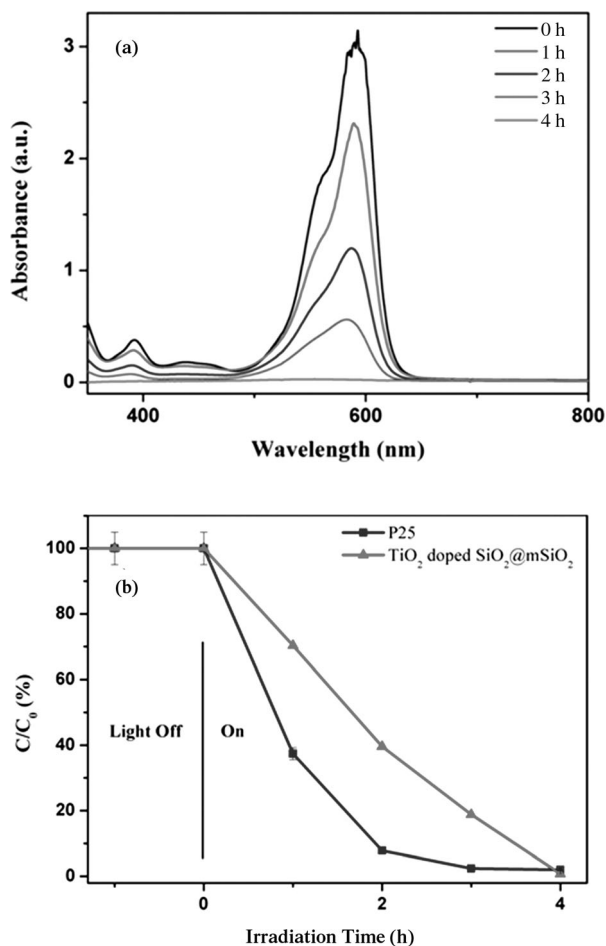 (a)
0 h
1 h
2 h
3 h
4 h
3
2
1
0
400
600
800
Absorbance (a.u.)
Wavelength (nm)
(b)
P25
TiO₂ doped SiO₂@mSiO₂
100
80
60
40
20
0
Light Off
On
0
2
4
C/C₀ (%)
Irradiation Time (h)